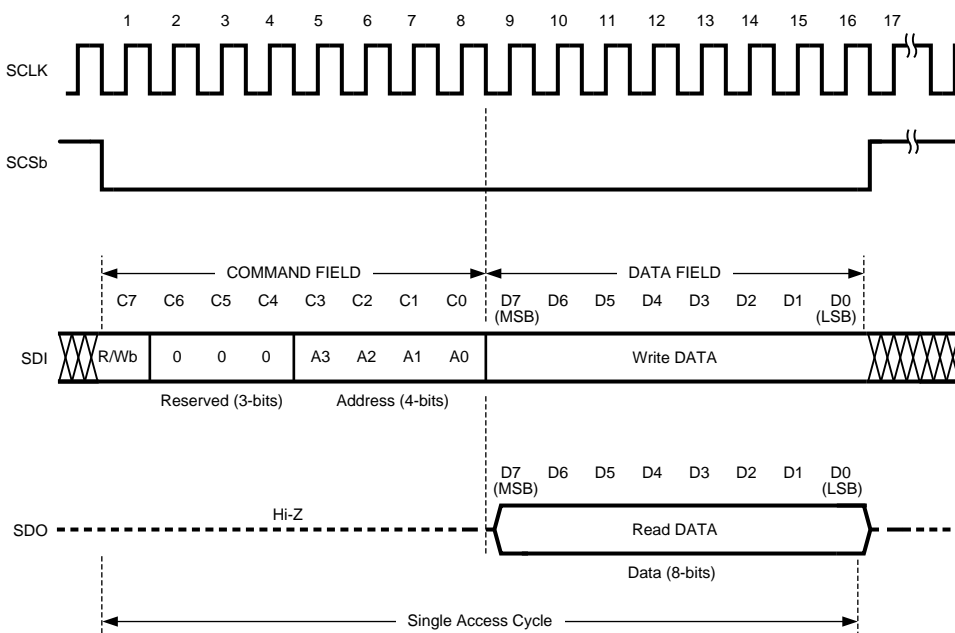 1 2 3 4 5 6 7 8 9 10 11 12 13 14 15 16 17
SCLK
SCSb
COMMAND FIELD DATA FIELD
C7 C6 C5 C4 C3 C2 C1 C0 D7 D6 D5 D4 D3 D2 D1 D0
(MSB) (LSB)
SDI R/Wb 0 0 0 A3 A2 A1 A0 Write DATA
Reserved (3-bits) Address (4-bits)
D7 D6 D5 D4 D3 D2 D1 D0
(MSB) (LSB)
Hi-Z
SDO Read DATA
Data (8-bits)
Single Access Cycle